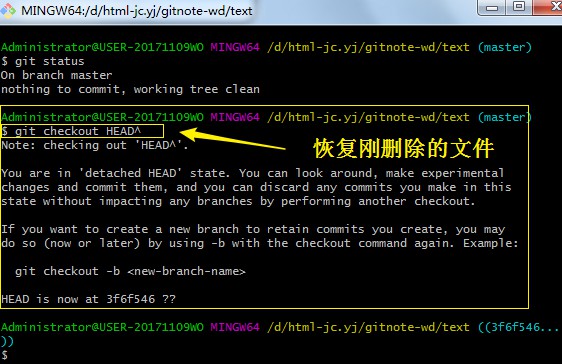 MINGW64:/d/html-jc.yj/gitnote-wd/text
Administrator@USER-20171109WO MINGW64 /d/html-jc.yj/gitnote-wd/text (master)
$ git status
On branch master
nothing to commit, working tree clean
Administrator@USER-20171109WO MINGW64 /d/html-jc.yj/gitnote-wd/text (master)
$ git checkout HEAD^
Note: checking out 'HEAD^'.
恢复刚删除的文件
You are in 'detached HEAD' state. You can look around, make experimental
changes and commit them, and you can discard any commits you make in this
state without impacting any branches by performing another checkout.
If you want to create a new branch to retain commits you create, you may
do so (now or later) by using -b with the checkout command again. Example:
git checkout -b <new-branch-name>
HEAD is now at 3f6f546 ??
Administrator@USER-20171109WO MINGW64 /d/html-jc.yj/gitnote-wd/text ((3f6f546...
))
$